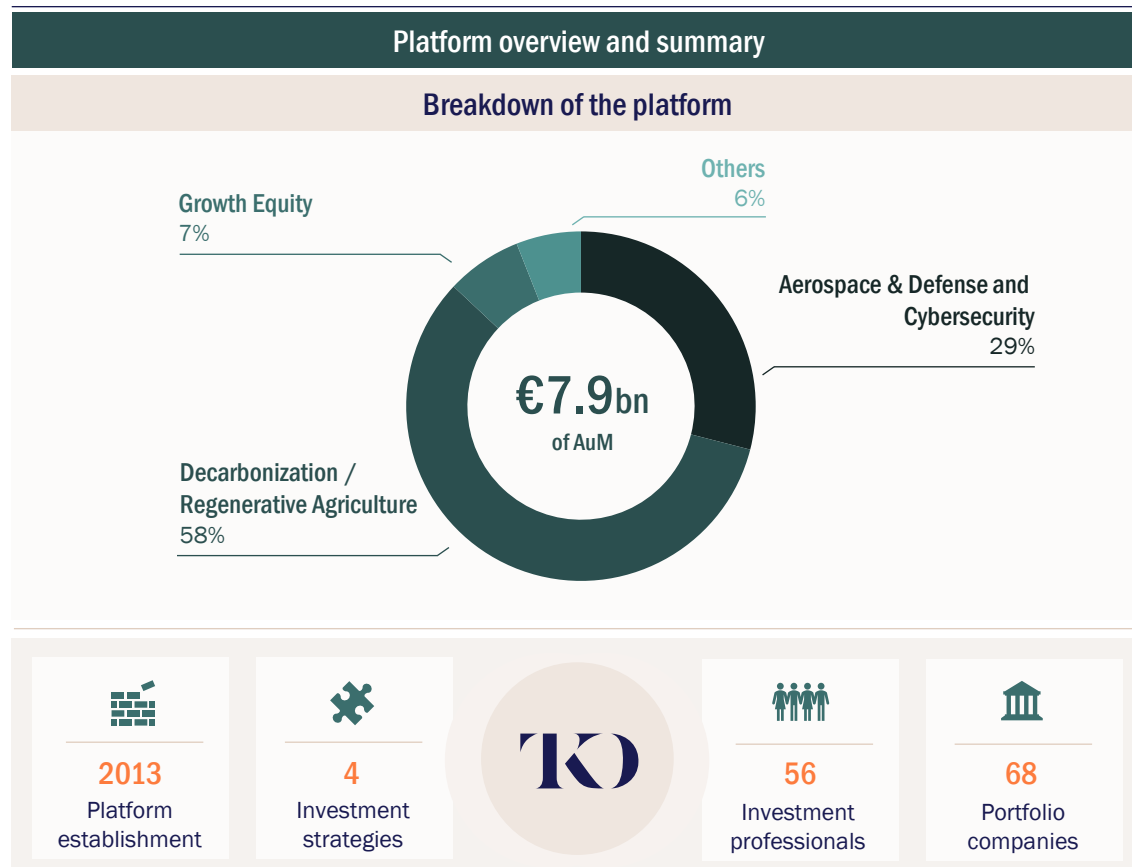 Platform overview and summary
Breakdown of the platform
Others
6%
Growth Equity
7%
Aerospace & Defense and
Cybersecurity
29%
€7.9bn
of AuM
Decarbonization /
Regenerative Agriculture
58%
2013
Platform
establishment
4
Investment
strategies
TKO
56
Investment
professionals
68
Portfolio
companies